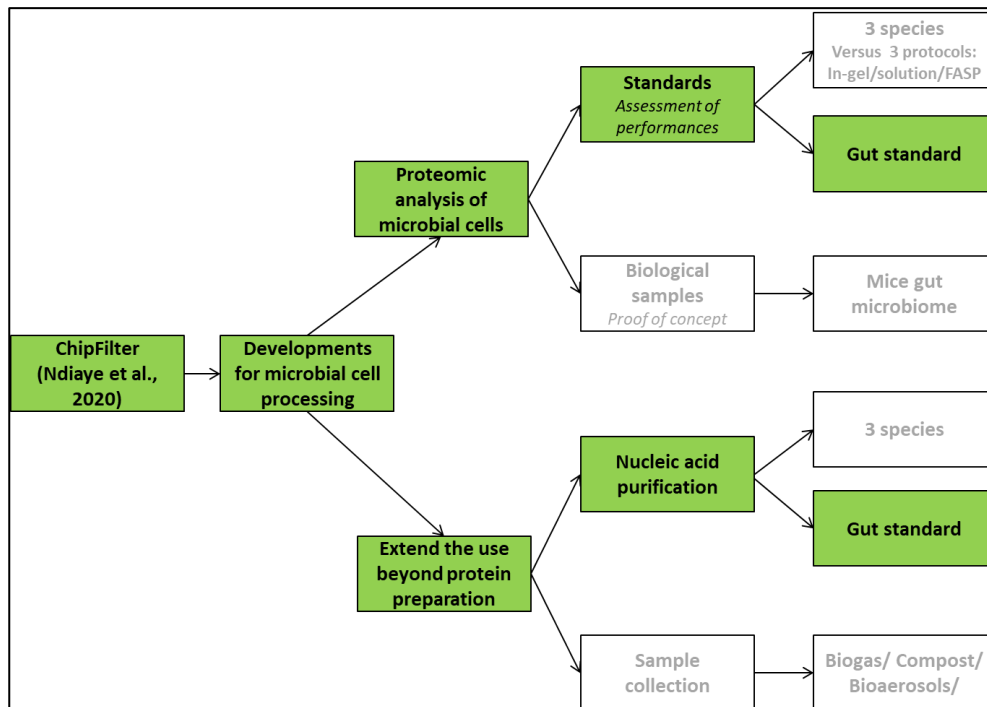 3 species
Versus 3 protocols:
In-gel/solution/FASP
Standards
Assessment of
performances
Gut standard
Proteomic
analysis of
microbial cells
Biological
samples
Proof of concept
Mice gut
microbiome
ChipFilter
(Ndiaye et al.,
2020)
Developments
for microbial cell
processing
3 species
Nucleic acid
purification
Gut standard
Extend the use
beyond protein
preparation
Sample
collection
Biogas/ Compost/
Bioaerosols/